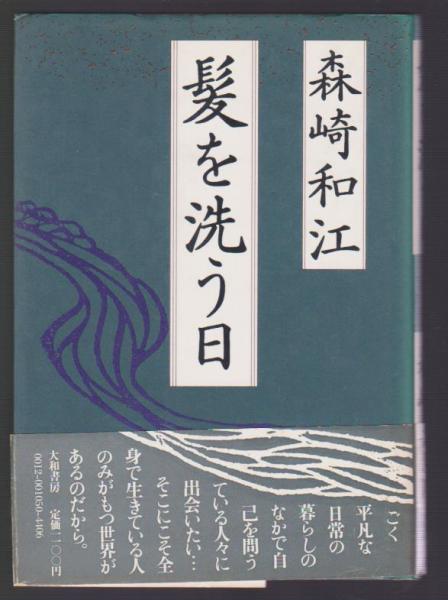 森崎和江
髪を洗う日
ごく
平凡な
日常の
暮らしの
なかで自
己を問う
ている人々に
出会いたい…
そこにこそ全
身で生きている人
のみがもつ世界が
あるのだから。
大和書房 定価一二〇〇円
0012-001050-4406